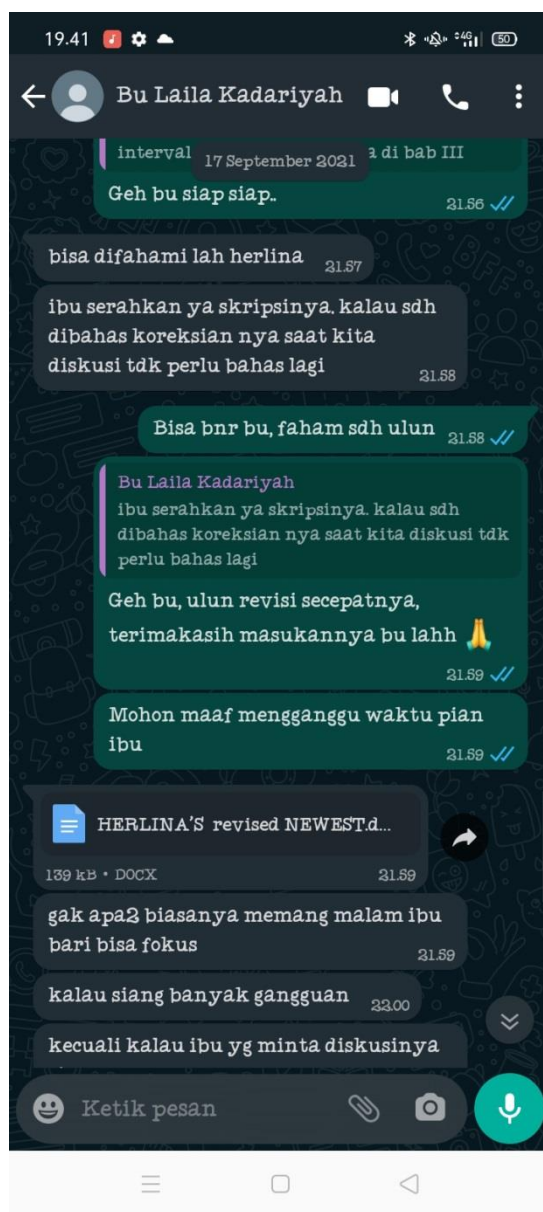 19.41
50
Bu Laila Kadariyah
interval
a di bab III
17 September 2021
Geh bu siap siap..
21.56
bisa difahami lah herlina
21.57
ibu serahkan ya skripsinya. kalau sdh
dibahas koreksian nya saat kita
diskusi tdk perlu bahas lagi
21.58
Bisa bnr bu, faham sdh ulun
21.58
Bu Laila Kadariyah
ibu serahkan ya skripsinya. kalau sdh
dibahas koreksian nya saat kita diskusi tdk
perlu bahas lagi
Geh bu, ulun revisi secepatnya,
terimakasih masukannya bu lahh 🙏
21.59
Mohon maaf mengganggu waktu pian
ibu
21.59
HERLINA'S revised NEWEST.d...
139 kB • DOCX
21.59
gak apa2 biasanya memang malam ibu
bari bisa fokus
21.59
kalau siang banyak gangguan
22.00
kecuali kalau ibu yg minta diskusinya
Ketik pesan